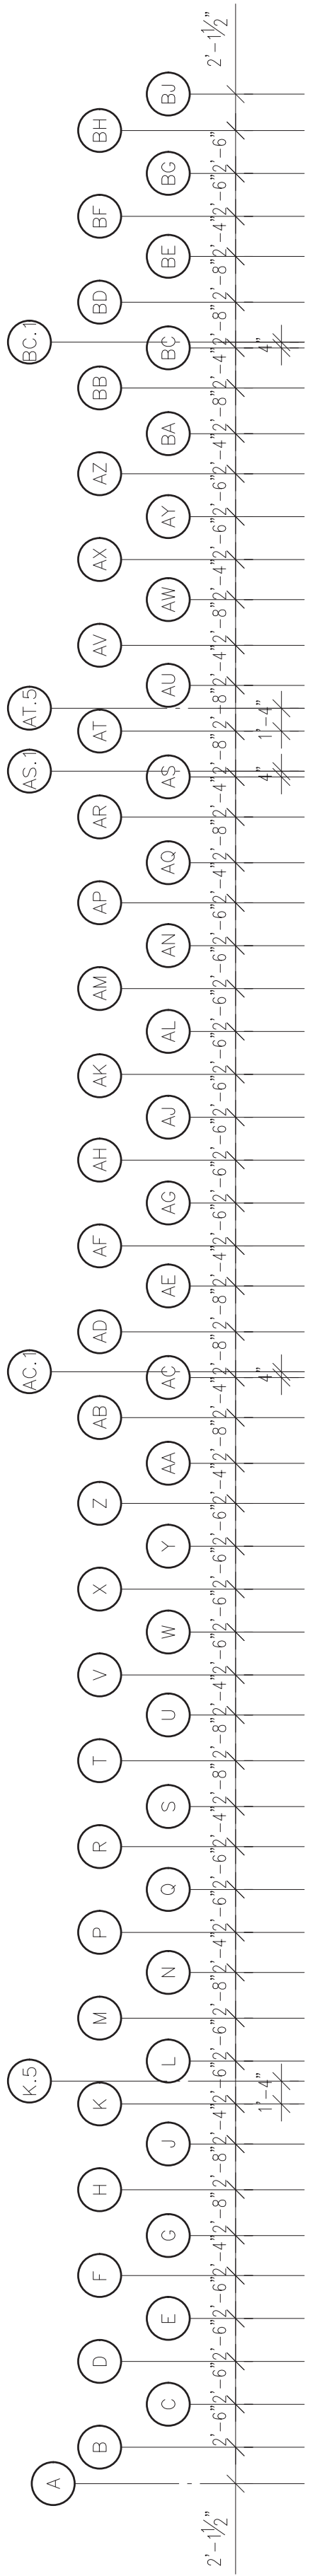 K.5 AC.1 AS.1 AT.5 BC.1
A
B D F H K M P R T V X Z AB AD AF AH AK AM AP AR AT AV AX AZ BB BD BF BH
C E G J L N Q S U W Y AA AC AE AG AJ AL AN AQ AS AU AW AY BA BC BE BG BJ
2'-1½" 2'-6" 2'-6" 2'-6" 2'-6" 2'-4" 2'-8" 2'-8" 2'-4" 2'-6" 2'-6" 2'-8" 2'-4" 2'-6" 2'-6" 2'-4" 2'-8" 2'-8" 2'-4" 2'-6" 2'-6" 2'-6" 2'-6" 2'-4" 2'-8" 2'-4" 2'-8" 2'-8" 2'-4" 2'-6" 2'-6" 2'-6" 2'-6" 2'-6" 2'-6" 2'-6" 2'-6" 2'-4" 2'-8" 2'-4" 2'-8" 2'-8" 2'-4" 2'-8" 2'-4" 2'-6" 2'-6" 2'-4" 2'-8" 2'-4" 2'-8" 2'-8" 2'-4" 2'-6" 2'-6" 2'-1½"
1'-4" 4" 4" 1'-4" 4"